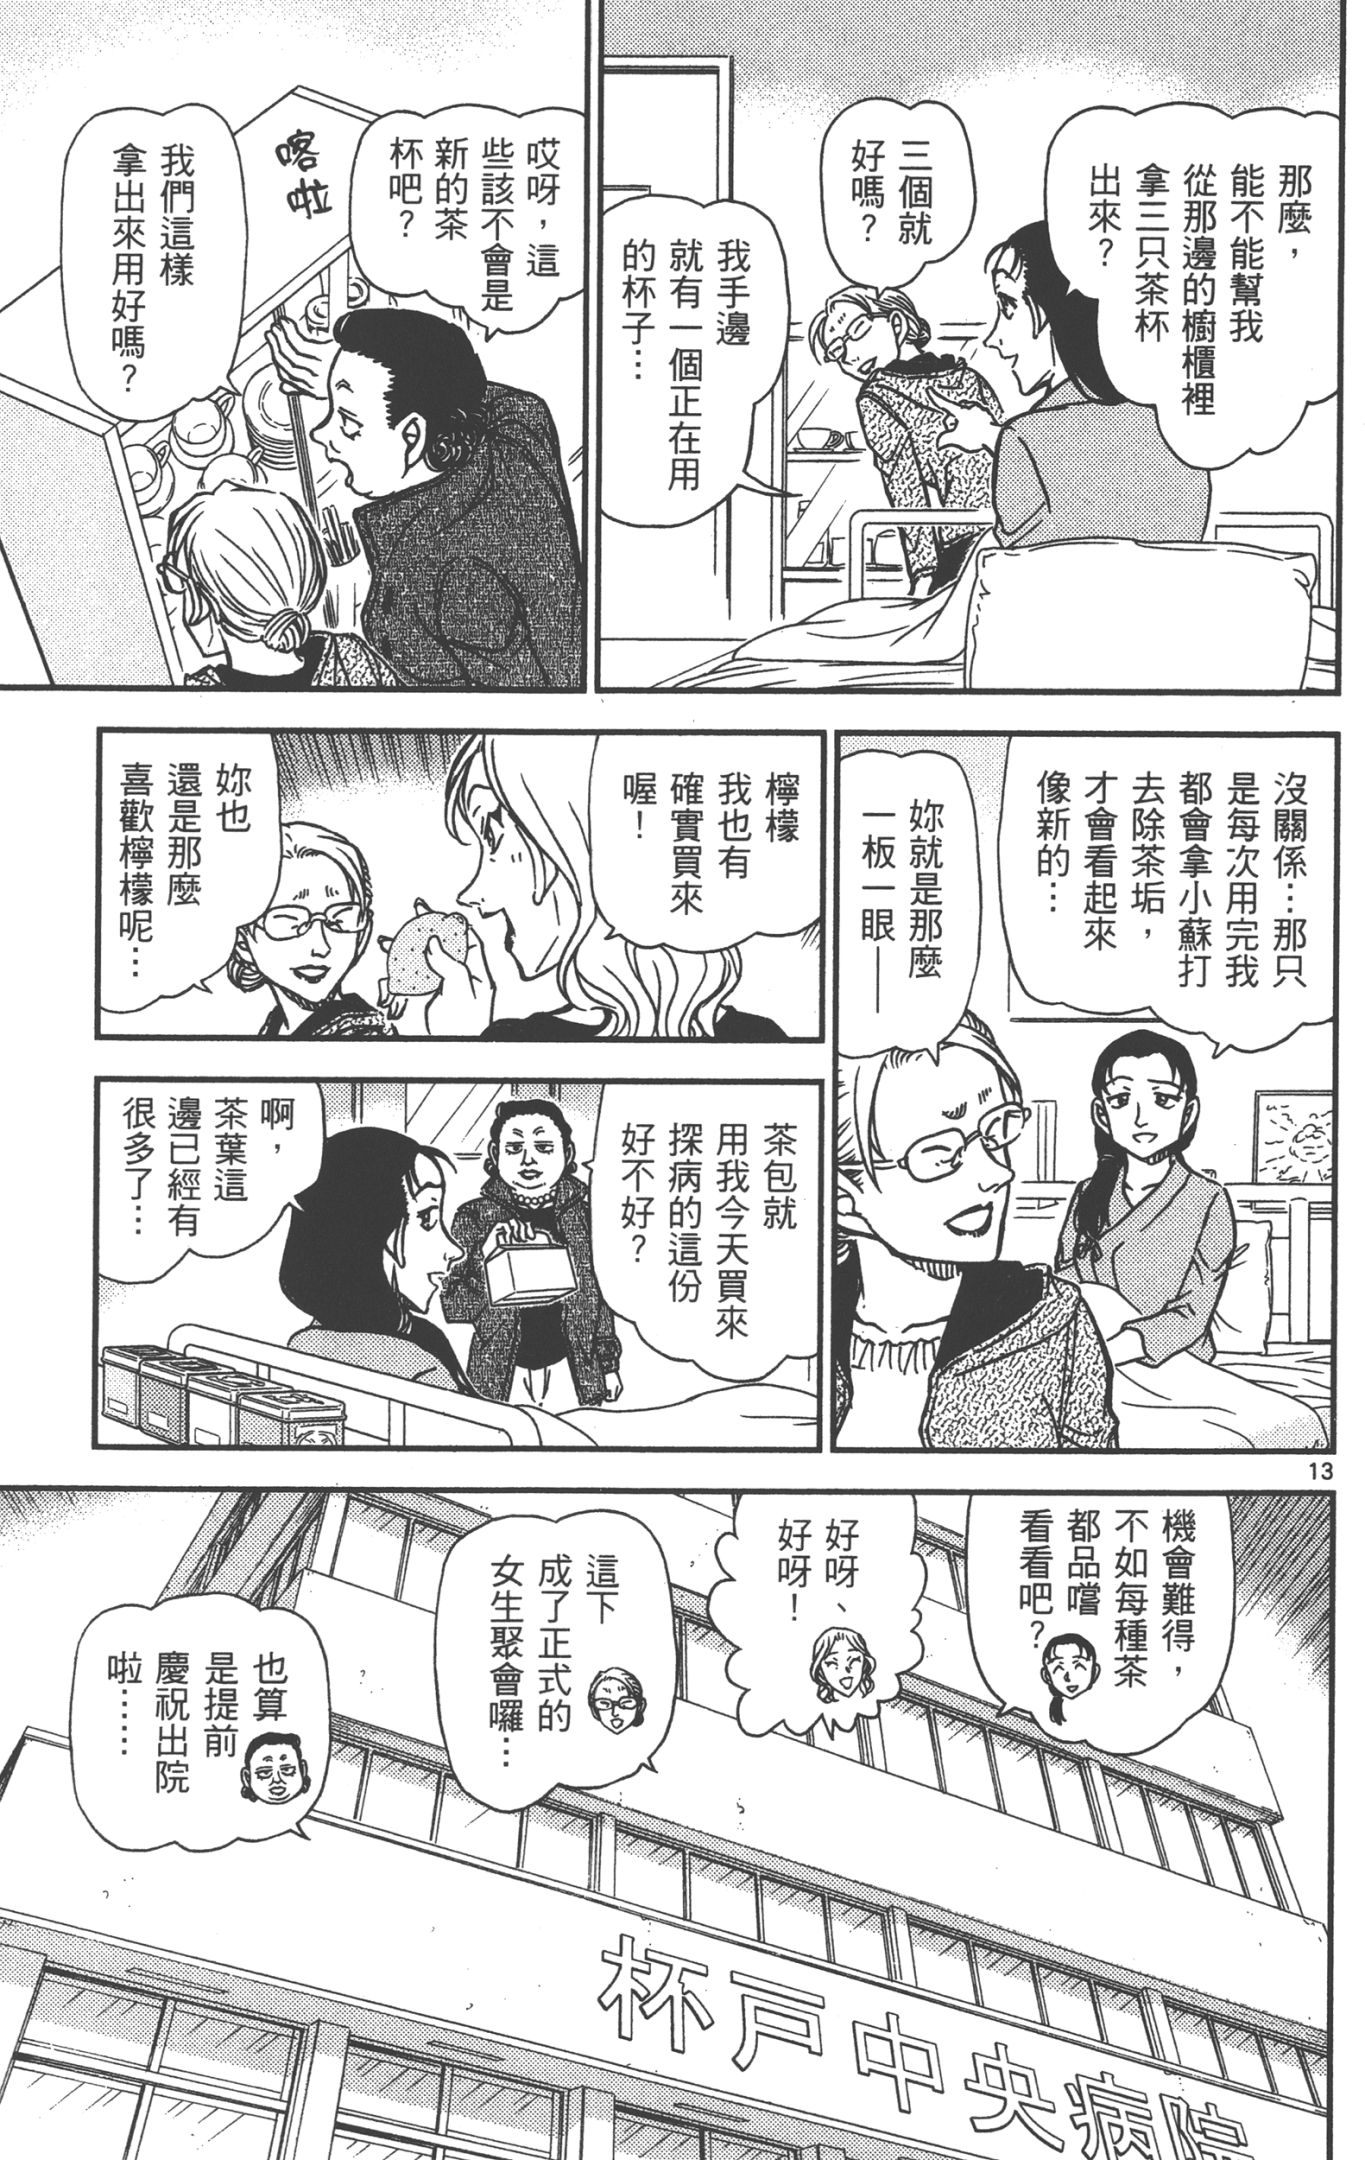 那麼，
能不能幫我
從那邊的櫥櫃裡
拿三只茶杯
出來？
三個就
好嗎？
我手邊
就有一個正在用
的杯子…
哎呀，這
些該不會是
新的茶
杯吧？
喀啦
我們這樣
拿出來用好嗎？
沒關係…那只
是每次用完我
都會拿小蘇打
去除茶垢，
才會看起來
像新的…
妳就是那麼
一板一眼——
檸檬
我也有
確實買來
喔！
妳也
還是那麼
喜歡檸檬呢…
茶包就
用我今天買來
探病的這份
好不好？
啊，
茶葉這
邊已經有
很多了…
13
機會難得，
不如每種茶
都品嚐
看看吧？
好呀、
好呀！
這下
成了正式的
女生聚會囉…
也算
是提前
慶祝出院
啦……
杯戸中央病院